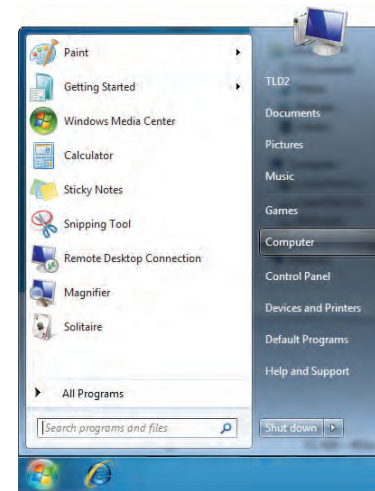 Paint
Getting Started
Windows Media Center
Calculator
Sticky Notes
Snipping Tool
Remote Desktop Connection
Magnifier
Solitaire
All Programs
Search programs and files
TLD2
Documents
Pictures
Music
Games
Computer
Control Panel
Devices and Printers
Default Programs
Help and Support
Shut down